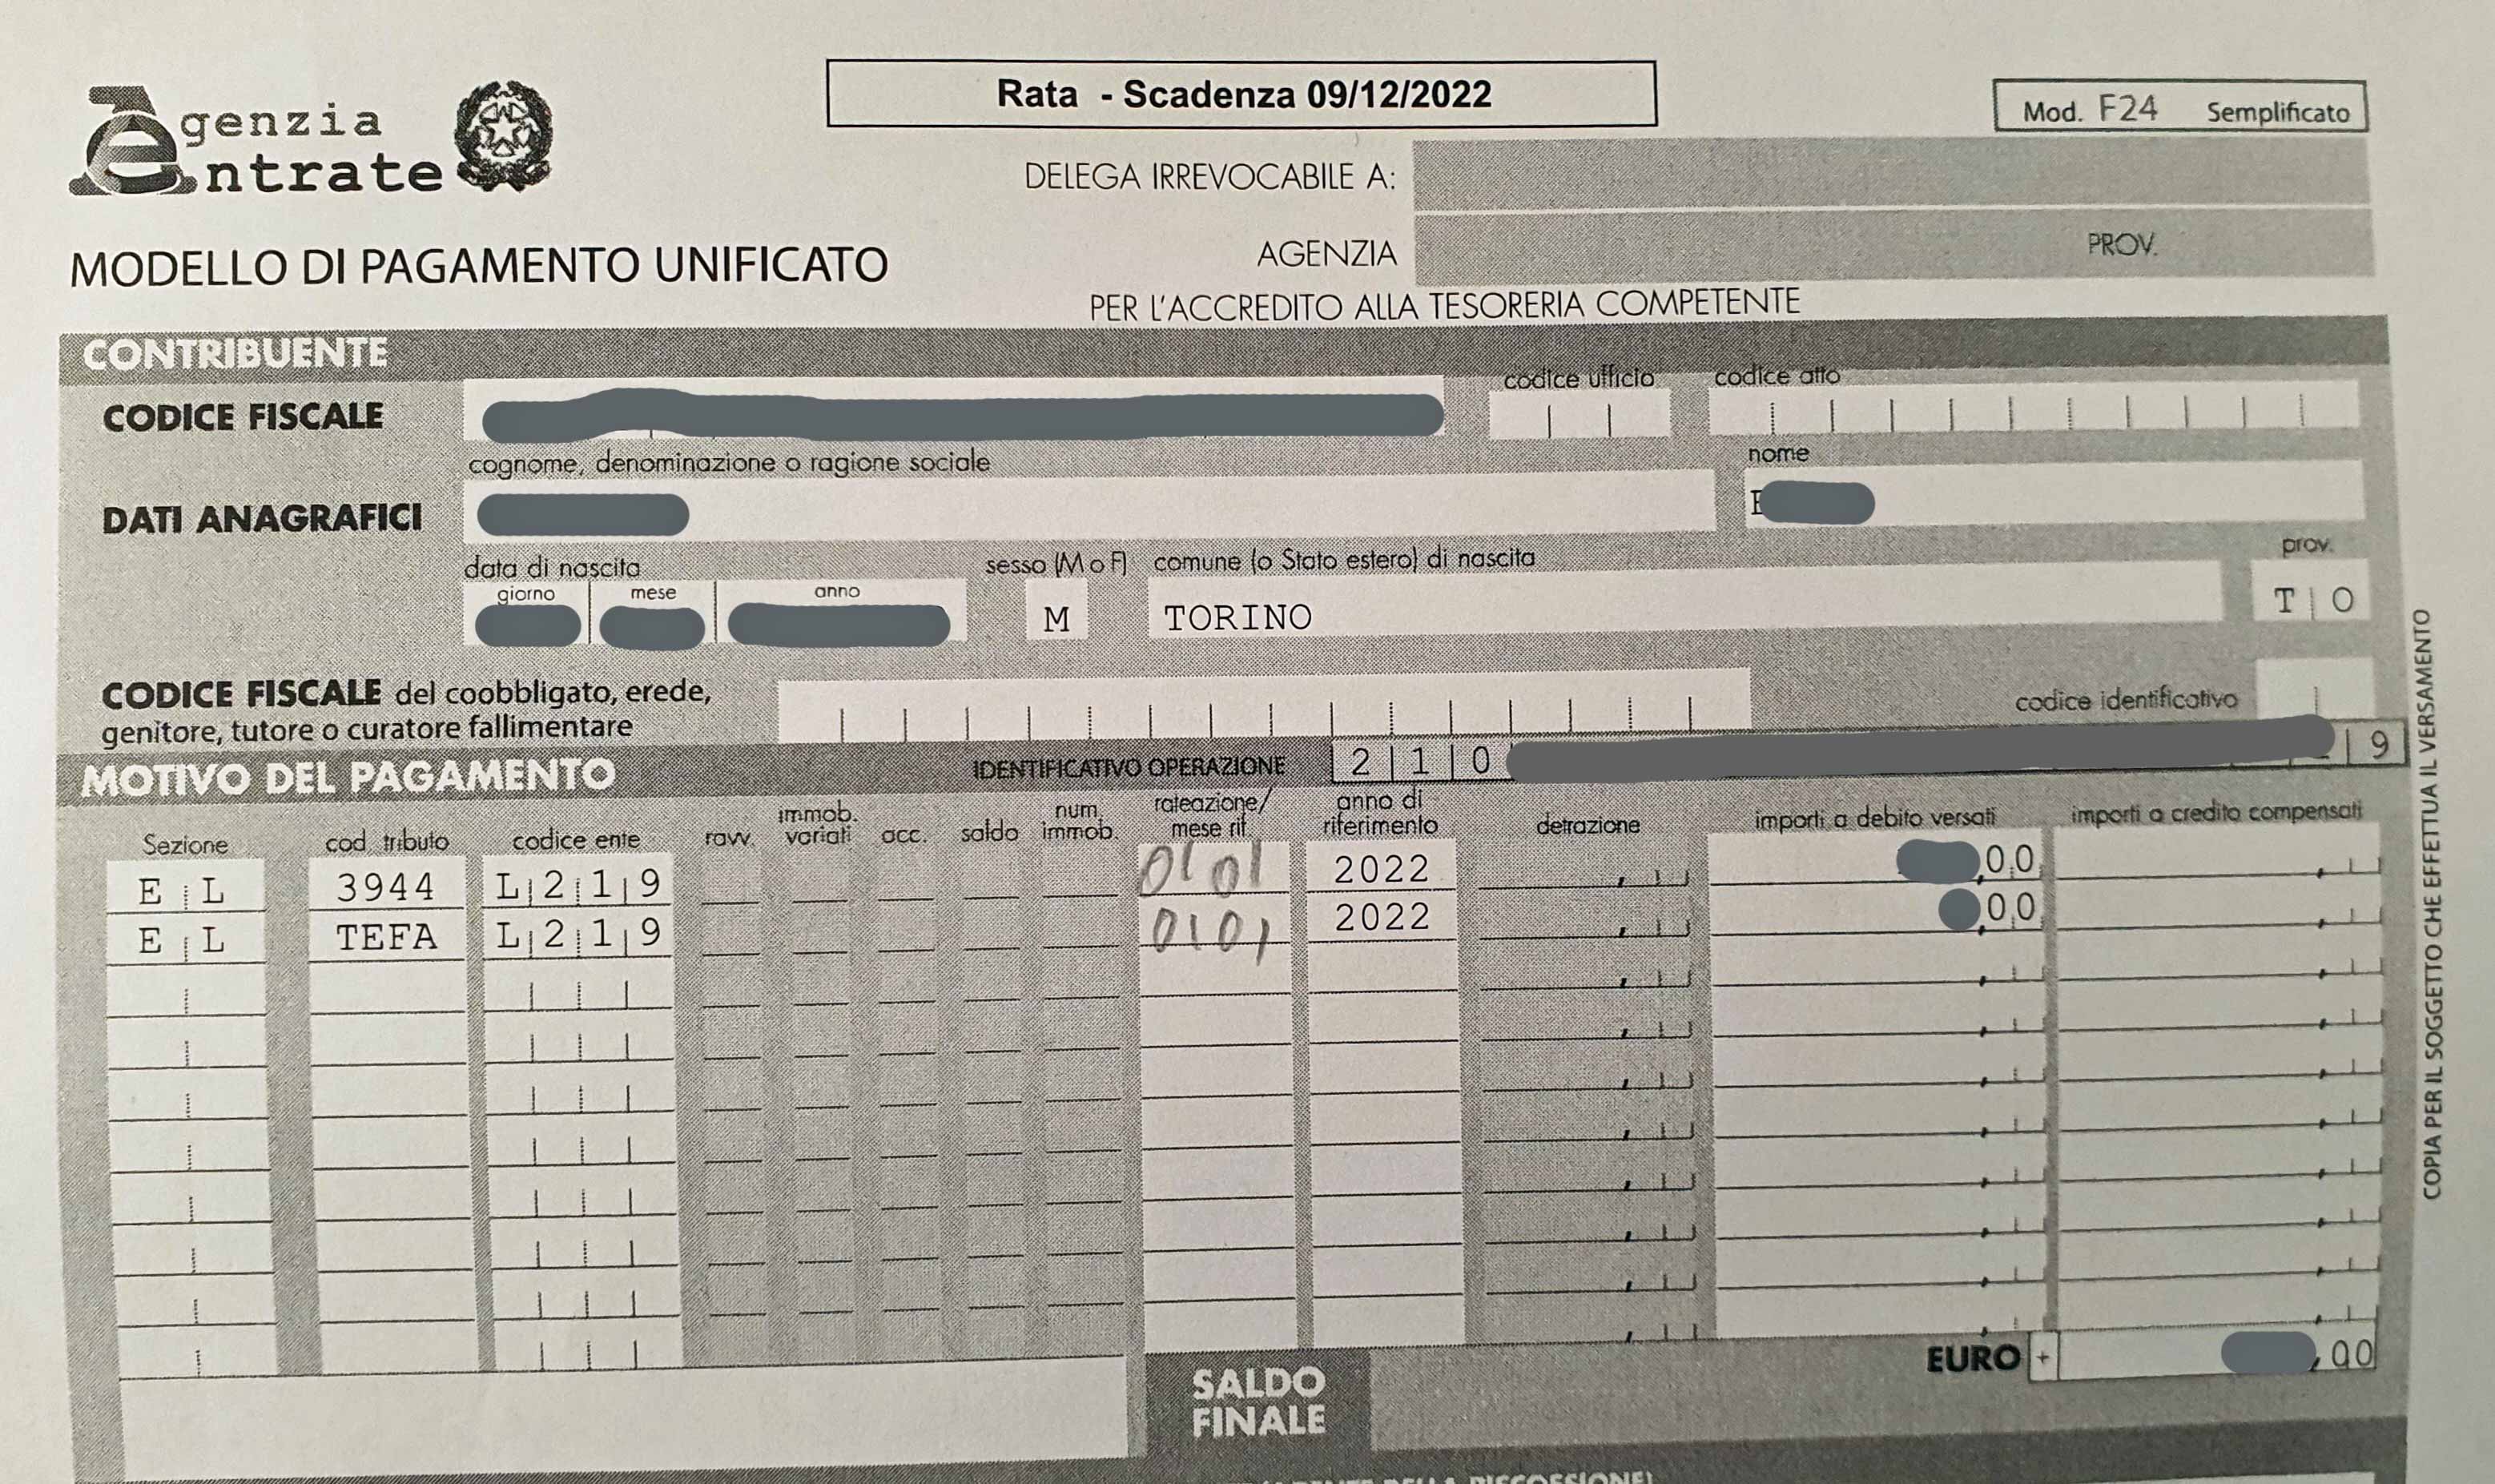 Rata - Scadenza 09/12/2022
Agenzia
Entrate
Mod. F24 Semplificato
DELEGA IRREVOCABILE A:
AGENZIA PROV.
MODELLO DI PAGAMENTO UNIFICATO
PER L'ACCREDITO ALLA TESORERIA COMPETENTE
CONTRIBUENTE
codice ufficio codice atto
CODICE FISCALE
cognome, denominazione o ragione sociale nome
DATI ANAGRAFICI
data di nascita sesso (M o F) comune (o Stato estero) di nascita prov.
giorno mese anno
M TORINO T O
CODICE FISCALE del coobbligato, erede,
genitore, tutore o curatore fallimentare
codice identificativo
MOTIVO DEL PAGAMENTO IDENTIFICATIVO OPERAZIONE 2 1 0 9
Sezione cod. tributo codice ente ravv. immob. variati acc. saldo num. immob. rateazione/ mese rif. anno di riferimento detrazione importi a debito versati importi a credito compensati
E L 3944 L 2 1 9 0101 2022 ,00
E L TEFA L 2 1 9 0101 2022 ,00
EURO + ,00
SALDO
FINALE
COPIA PER IL SOGGETTO CHE EFFETTUA IL VERSAMENTO